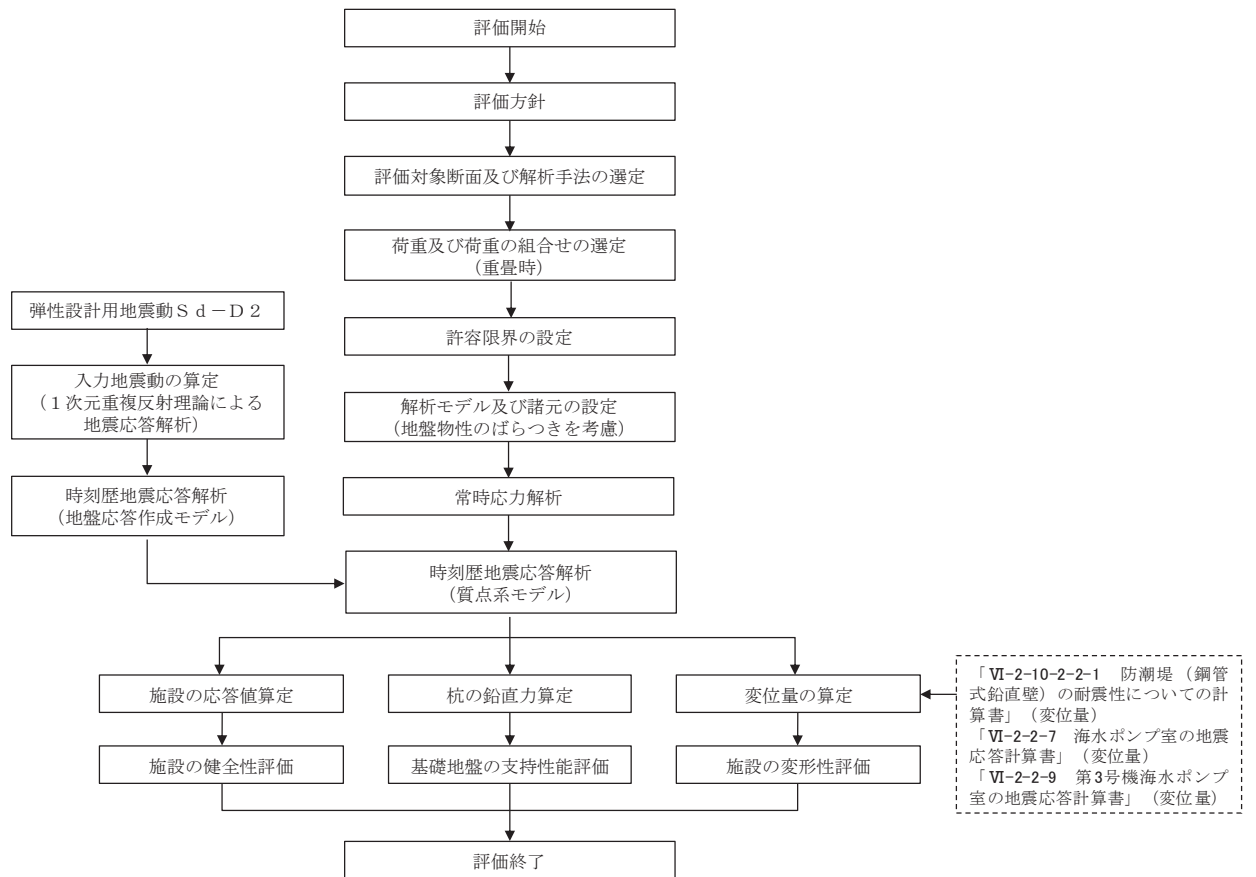 評価開始
評価方針
評価対象断面及び解析手法の選定
荷重及び荷重の組合せの選定
(重畳時)
弾性設計用地震動Ｓｄ－Ｄ２
許容限界の設定
入力地震動の算定
(１次元重複反射理論による
地震応答解析)
解析モデル及び諸元の設定
(地盤物性のばらつきを考慮)
時刻歴地震応答解析
(地盤応答作成モデル)
常時応力解析
時刻歴地震応答解析
(質点系モデル)
施設の応答値算定
杭の鉛直力算定
変位量の算定
「Ⅵ-2-10-2-2-1　防潮堤（鋼管
式鉛直壁）の耐震性についての計
算書」（変位量）
「Ⅵ-2-2-7　海水ポンプ室の地震
応答計算書」（変位量）
「Ⅵ-2-2-9　第3号機海水ポンプ
室の地震応答計算書」（変位量）
施設の健全性評価
基礎地盤の支持性能評価
施設の変形性評価
評価終了